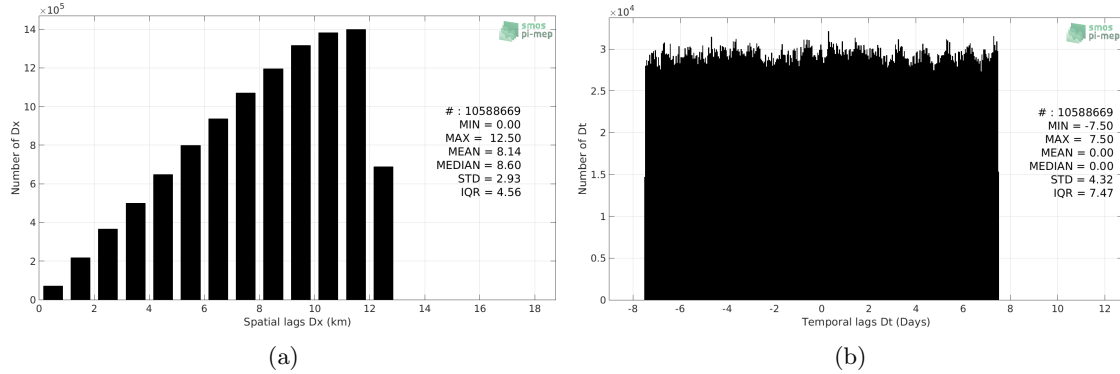 ×10⁵
14
12
10
8
6
4
2
0
Number of Dx
0 2 4 6 8 10 12 14 16 18
Spatial lags Dx (km)
smos
pi-mep
# : 10588669
MIN = 0.00
MAX = 12.50
MEAN = 8.14
MEDIAN = 8.60
STD = 2.93
IQR = 4.56
(a)
×10⁴
3
2.5
2
1.5
1
0.5
0
Number of Dt
-8 -6 -4 -2 0 2 4 6 8 10 12
Temporal lags Dt (Days)
smos
pi-mep
# : 10588669
MIN = -7.50
MAX = 7.50
MEAN = 0.00
MEDIAN = 0.00
STD = 4.32
IQR = 7.47
(b)